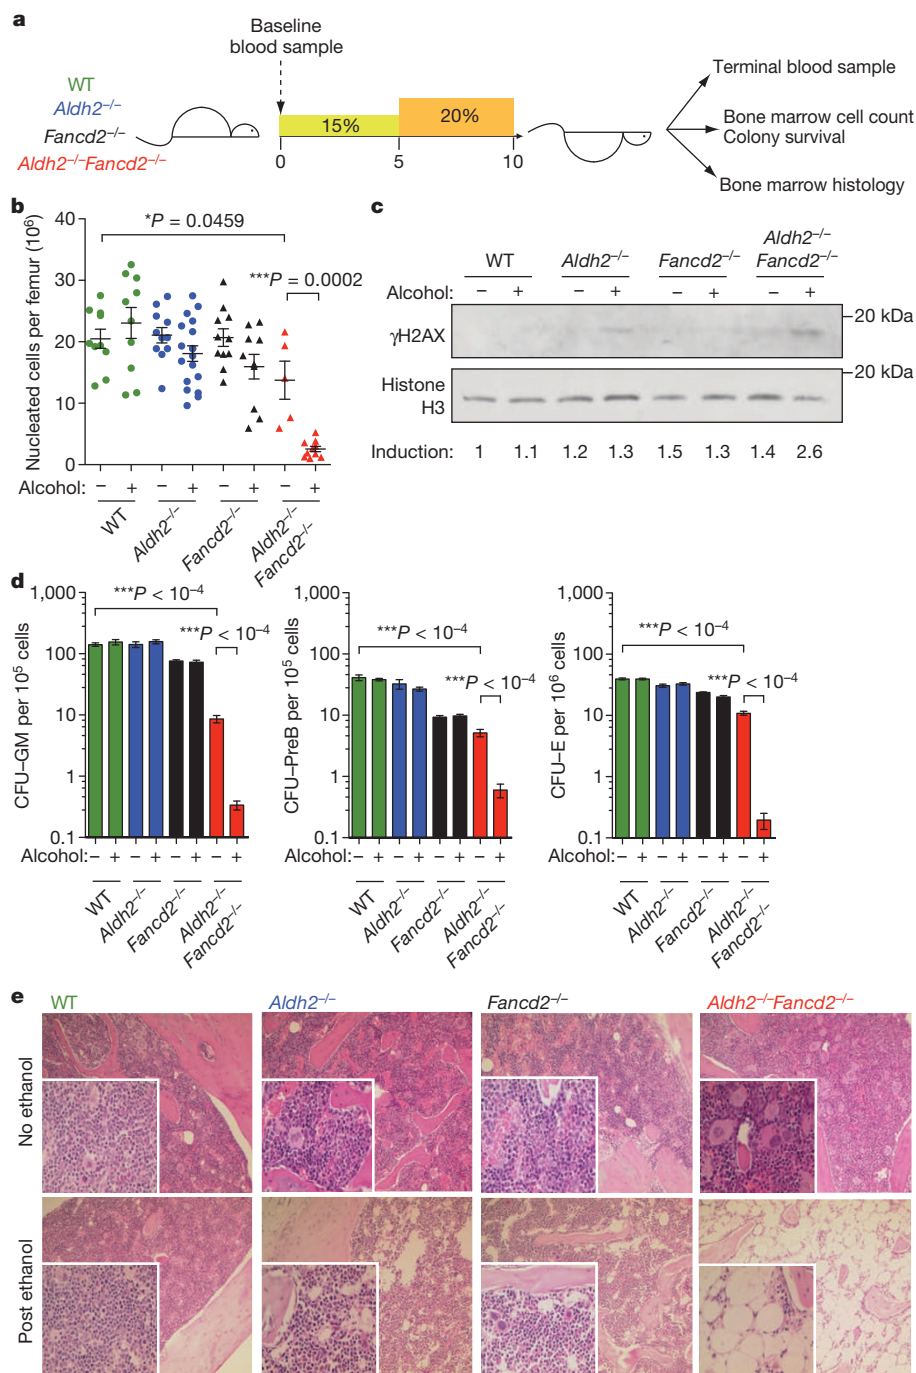 a
Baseline
blood sample
WT
Aldh2–/–
Fancd2–/–
Aldh2–/–Fancd2–/–
15%
20%
0
5
10
Terminal blood sample
Bone marrow cell count
Colony survival
Bone marrow histology
b
Nucleated cells per femur (10⁶)
40
30
20
10
0
*P = 0.0459
***P = 0.0002
Alcohol: – + – + – + – +
WT
Aldh2–/–
Fancd2–/–
Aldh2–/–
Fancd2–/–
c
WT
Aldh2–/–
Fancd2–/–
Aldh2–/–
Fancd2–/–
Alcohol: – + – + – + – +
γH2AX
20 kDa
Histone
H3
20 kDa
Induction: 1 1.1 1.2 1.3 1.5 1.3 1.4 2.6
d
CFU–GM per 10⁵ cells
1,000
100
10
1
0.1
***P < 10⁻⁴
***P < 10⁻⁴
Alcohol: – + – + – + – +
WT
Aldh2–/–
Fancd2–/–
Aldh2–/–
Fancd2–/–
CFU–PreB per 10⁵ cells
1,000
100
10
1
0.1
***P < 10⁻⁴
***P < 10⁻⁴
Alcohol: – + – + – + – +
WT
Aldh2–/–
Fancd2–/–
Aldh2–/–
Fancd2–/–
CFU–E per 10⁶ cells
1,000
100
10
1
0.1
***P < 10⁻⁴
***P < 10⁻⁴
Alcohol: – + – + – + – +
WT
Aldh2–/–
Fancd2–/–
Aldh2–/–
Fancd2–/–
e
WT
Aldh2–/–
Fancd2–/–
Aldh2–/–Fancd2–/–
No ethanol
Post ethanol